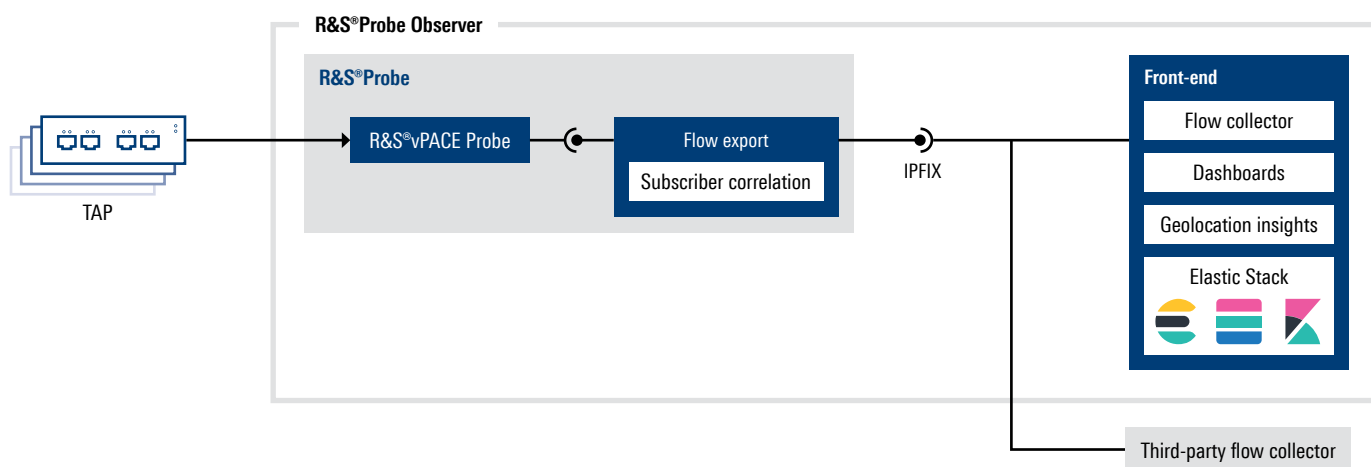 R&S®Probe Observer
R&S®Probe
R&S®vPACE Probe
Flow export
Subscriber correlation
TAP
IPFIX
Front-end
Flow collector
Dashboards
Geolocation insights
Elastic Stack
Third-party flow collector